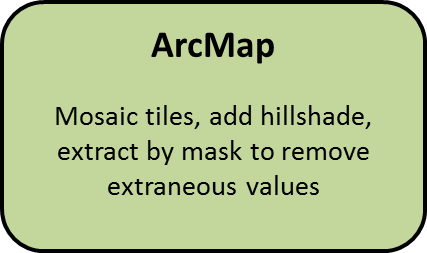 ArcMap
Mosaic tiles, add hillshade,
extract by mask to remove
extraneous values